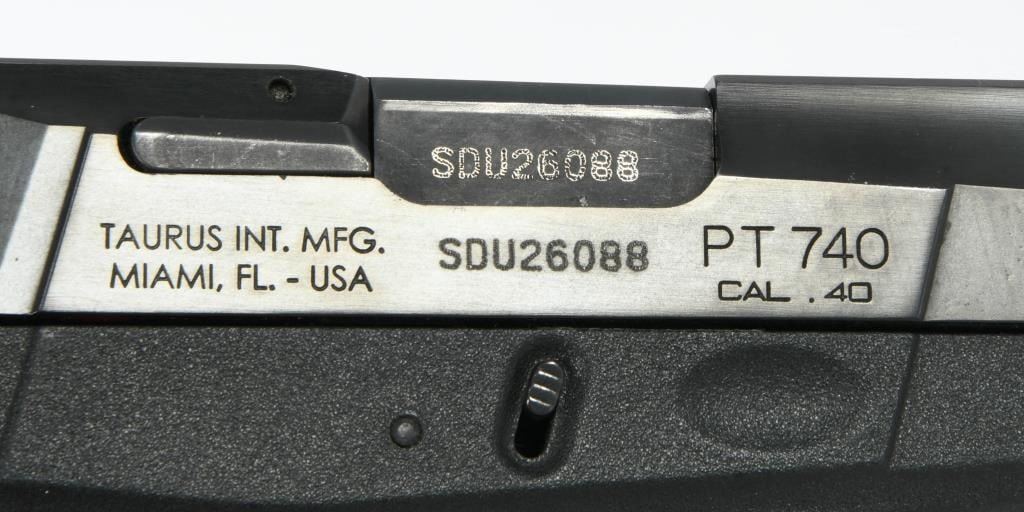 SDU26088
TAURUS INT. MFG.
MIAMI, FL. - USA
SDU26088
PT 740
CAL .40